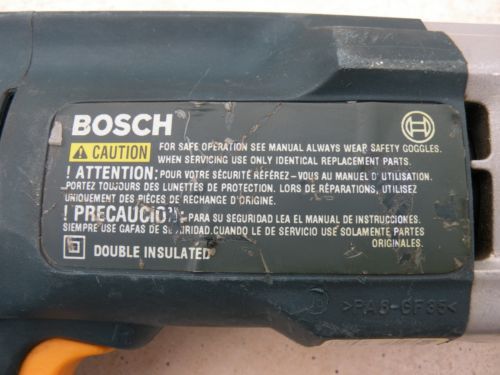 BOSCH
CAUTION
FOR SAFE OPERATION SEE MANUAL ALWAYS WEAR SAFETY GOGGLES.
WHEN SERVICING USE ONLY IDENTICAL REPLACEMENT PARTS.
! ATTENTION: POUR VOTRE SÉCURITÉ RÉFÉREZ-VOUS AU MANUEL D'UTILISATION.
PORTEZ TOUJOURS DES LUNETTES DE PROTECTION. LORS DE RÉPARATIONS, UTILISEZ
UNIQUEMENT DES PIÈCES DE RECHANGE D'ORIGINE.
! PRECAUCIÓN: PARA SU SEGURIDAD LEA EL MANUAL DE INSTRUCCIONES.
SIEMPRE USE GAFAS DE SEGURIDAD. CUANDO LE DE SERVICIO USE SOLAMENTE PARTES
ORIGINALES.
DOUBLE INSULATED
>PA6-GF35<